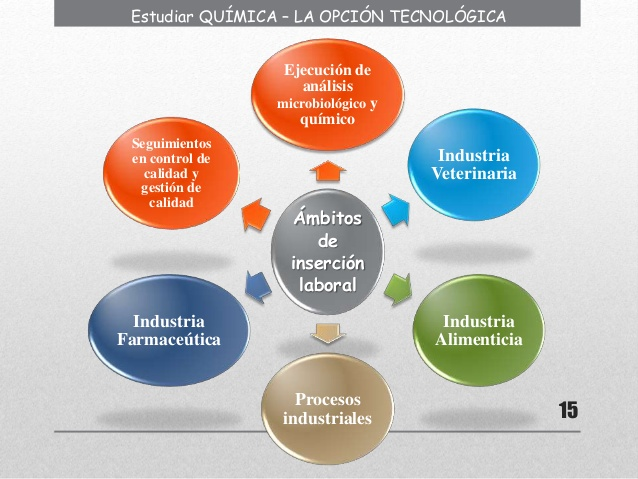 Estudiar QUÍMICA – LA OPCIÓN TECNOLÓGICA
Ejecución de
análisis
microbiológico y
químico
Industria
Veterinaria
Industria
Alimenticia
Procesos
industriales
Industria
Farmaceútica
Seguimientos
en control de
calidad y
gestión de
calidad
Ámbitos
de
inserción
laboral
15